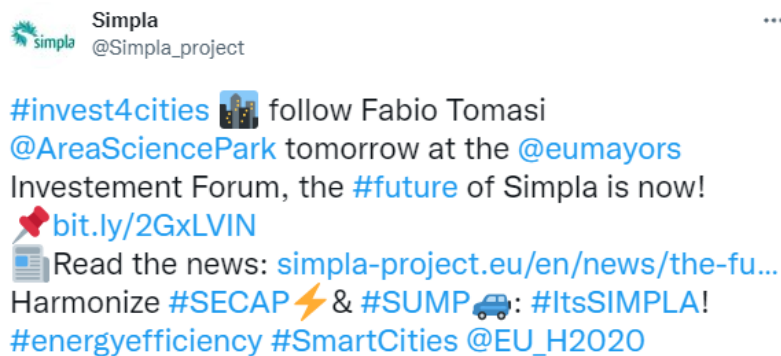 simpla
Simpla
@Simpla_project
#invest4cities 🏙️ follow Fabio Tomasi
@AreaSciencePark tomorrow at the @eumayors
Investement Forum, the #future of Simpla is now!
📌bit.ly/2GxLVIN
📰Read the news: simpla-project.eu/en/news/the-fu...
Harmonize #SECAP⚡& #SUMP🚙: #ItsSIMPLA!
#energyefficiency #SmartCities @EU_H2020